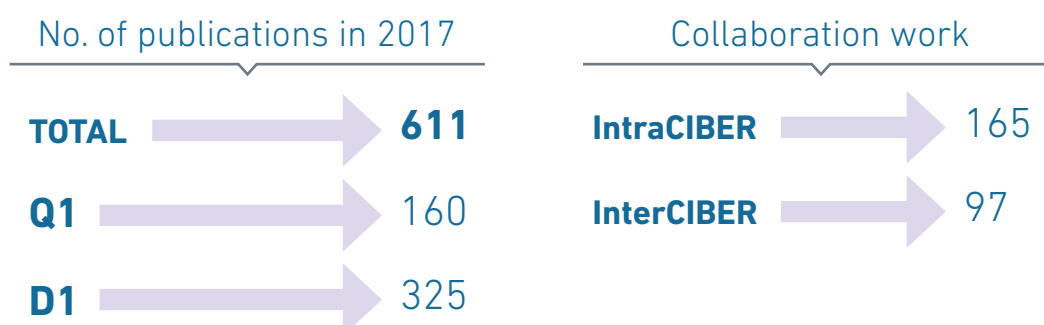 No. of publications in 2017
TOTAL 611
Q1 160
D1 325
Collaboration work
IntraCIBER 165
InterCIBER 97